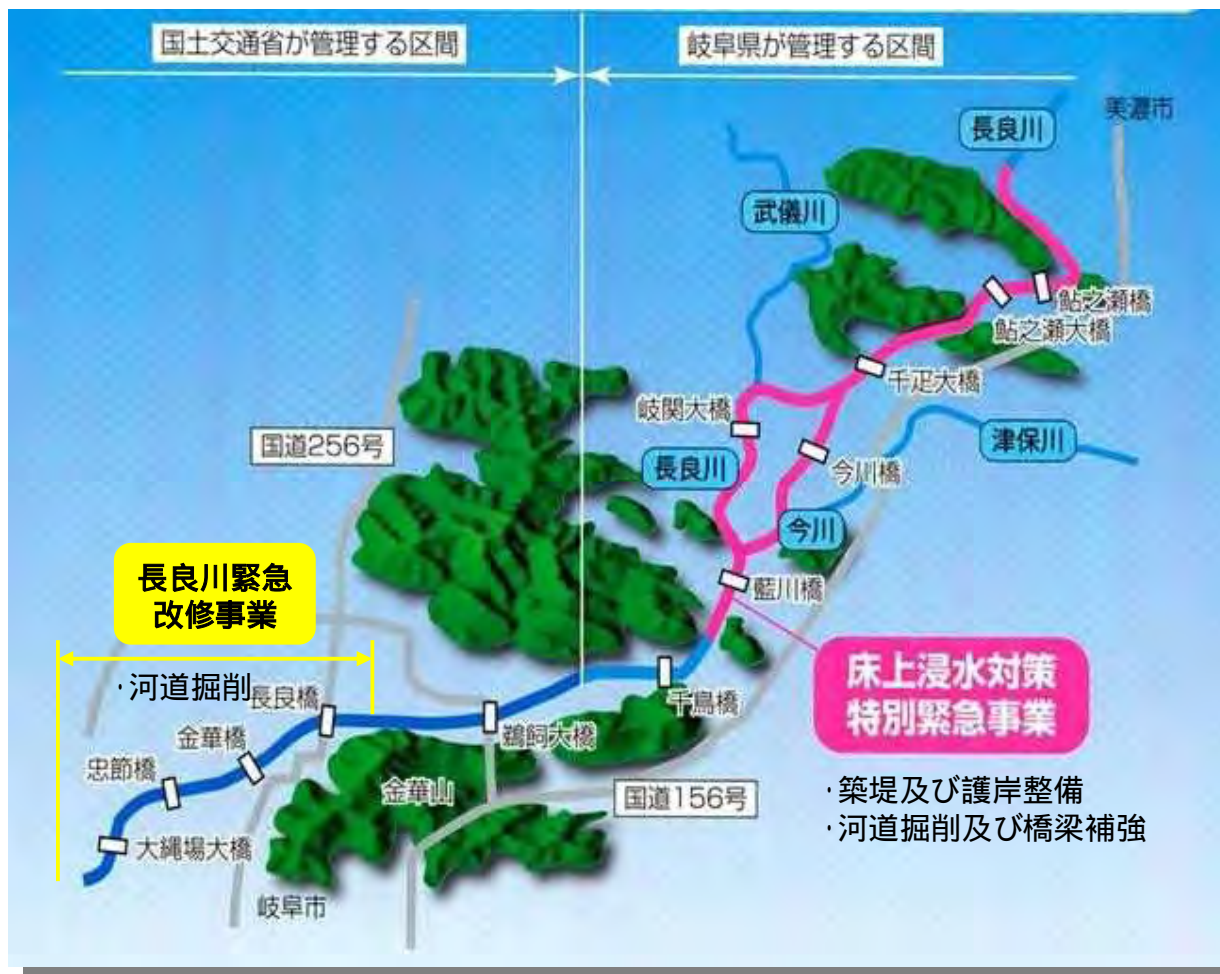 国土交通省が管理する区間
岐阜県が管理する区間
美濃市
長良川
武儀川
鮎之瀬橋
鮎之瀬大橋
千疋大橋
岐関大橋
国道256号
津保川
長良川
今川橋
今川
長良川緊急
改修事業
藍川橋
床上浸水対策
特別緊急事業
・河道掘削
長良橋
千鳥橋
鵜飼大橋
金華橋
忠節橋
金華山
国道156号
・築堤及び護岸整備
・河道掘削及び橋梁補強
大縄場大橋
岐阜市